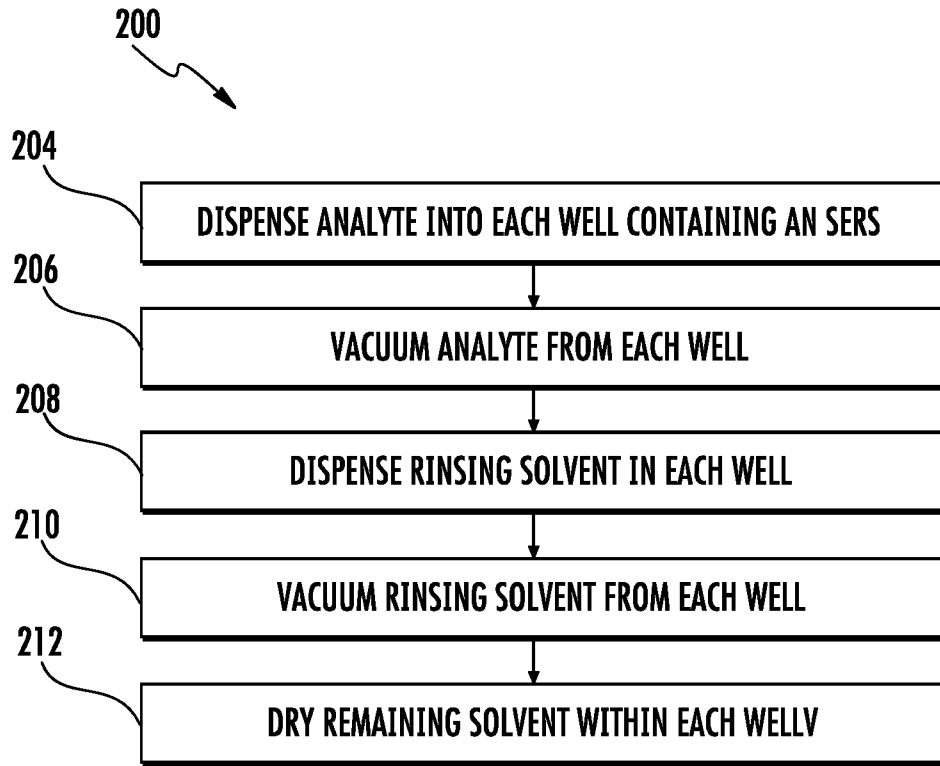 200
204
DISPENSE ANALYTE INTO EACH WELL CONTAINING AN SERS
206
VACUUM ANALYTE FROM EACH WELL
208
DISPENSE RINSING SOLVENT IN EACH WELL
210
VACUUM RINSING SOLVENT FROM EACH WELL
212
DRY REMAINING SOLVENT WITHIN EACH WELLV